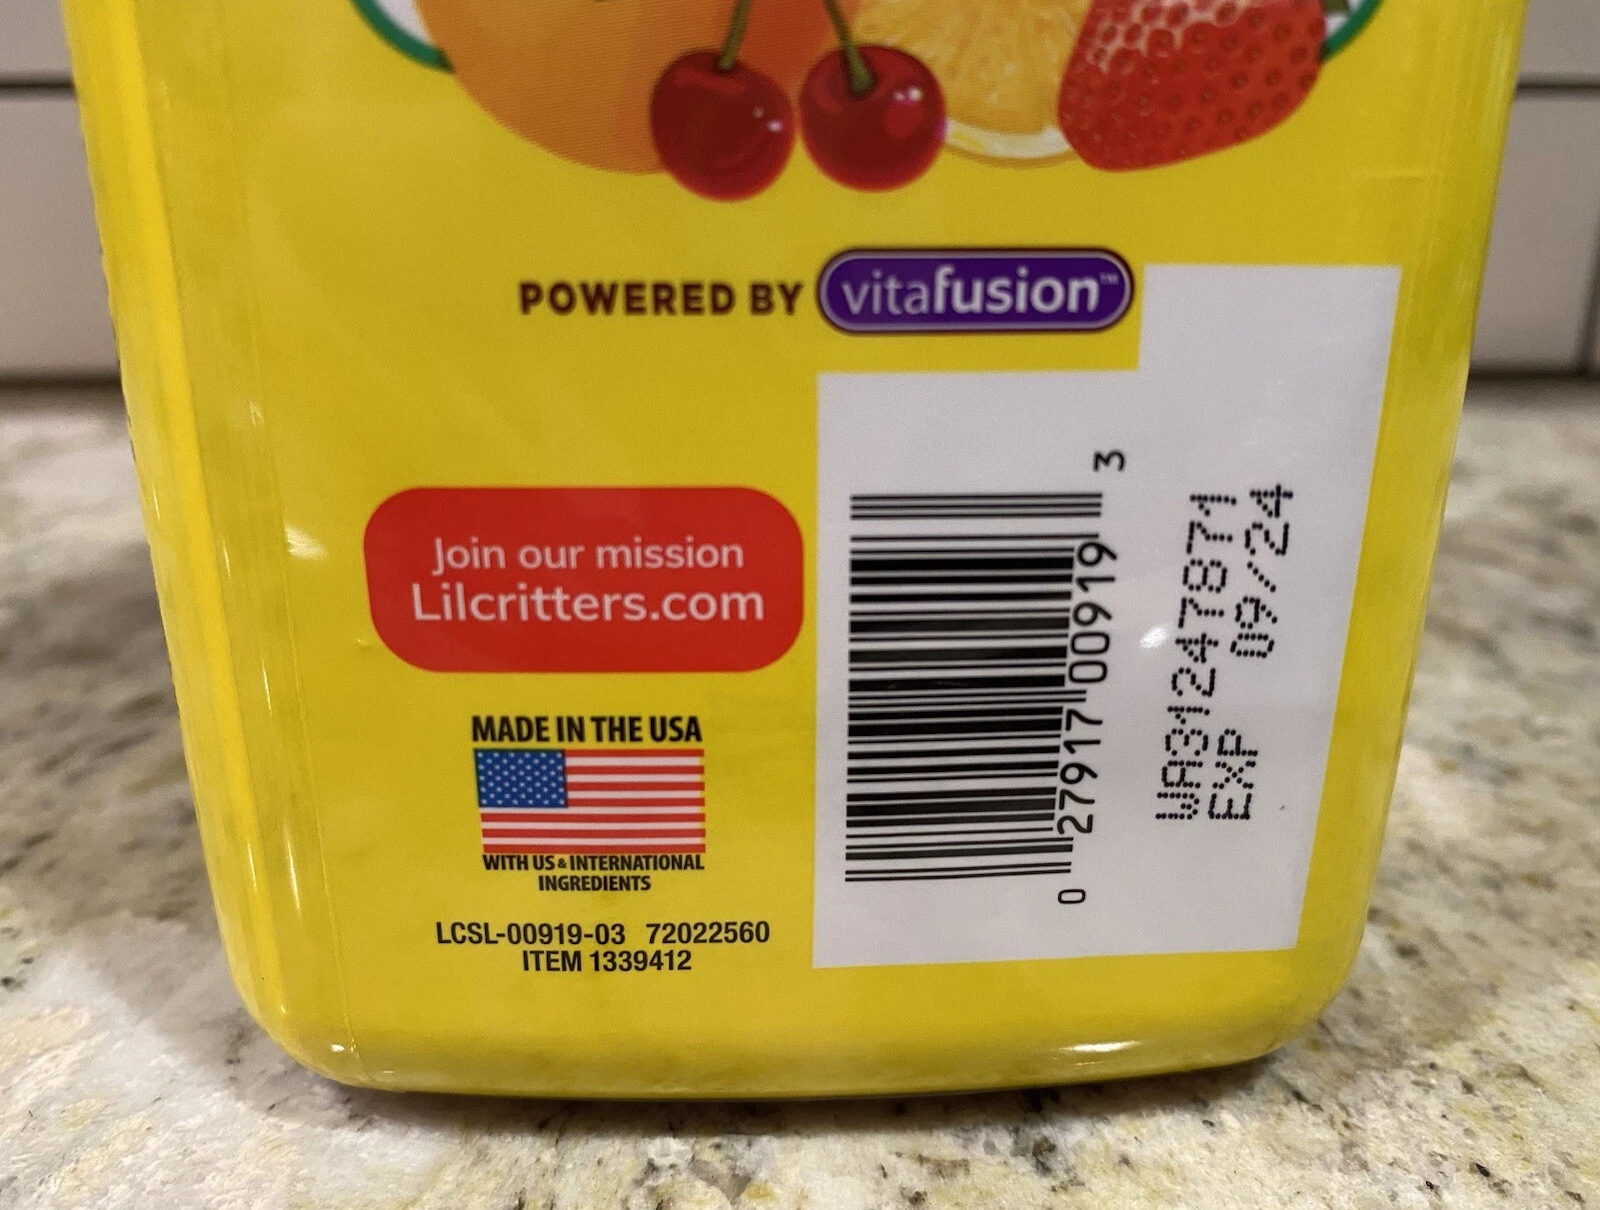 POWERED BY vitafusion™
Join our mission
Lilcritters.com
MADE IN THE USA
WITH US & INTERNATIONAL
INGREDIENTS
LCSL-00919-03 72022560
ITEM 1339412
0 27917 00919 3
WA31247871
EXP 09/24